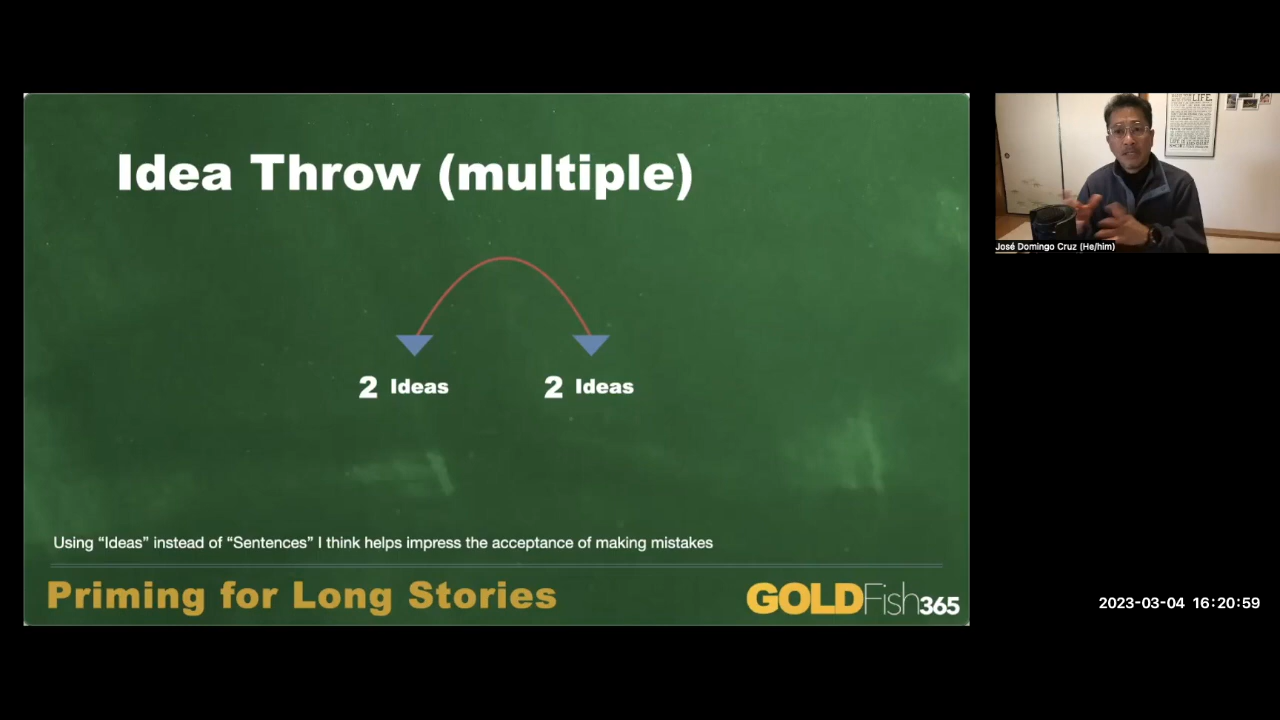 Idea Throw (multiple)
2 Ideas
2 Ideas
Using “Ideas” instead of “Sentences” I think helps impress the acceptance of making mistakes
Priming for Long Stories
GOLDFish365
LIFE.
José Domingo Cruz (He/him)
2023-03-04 16:20:59